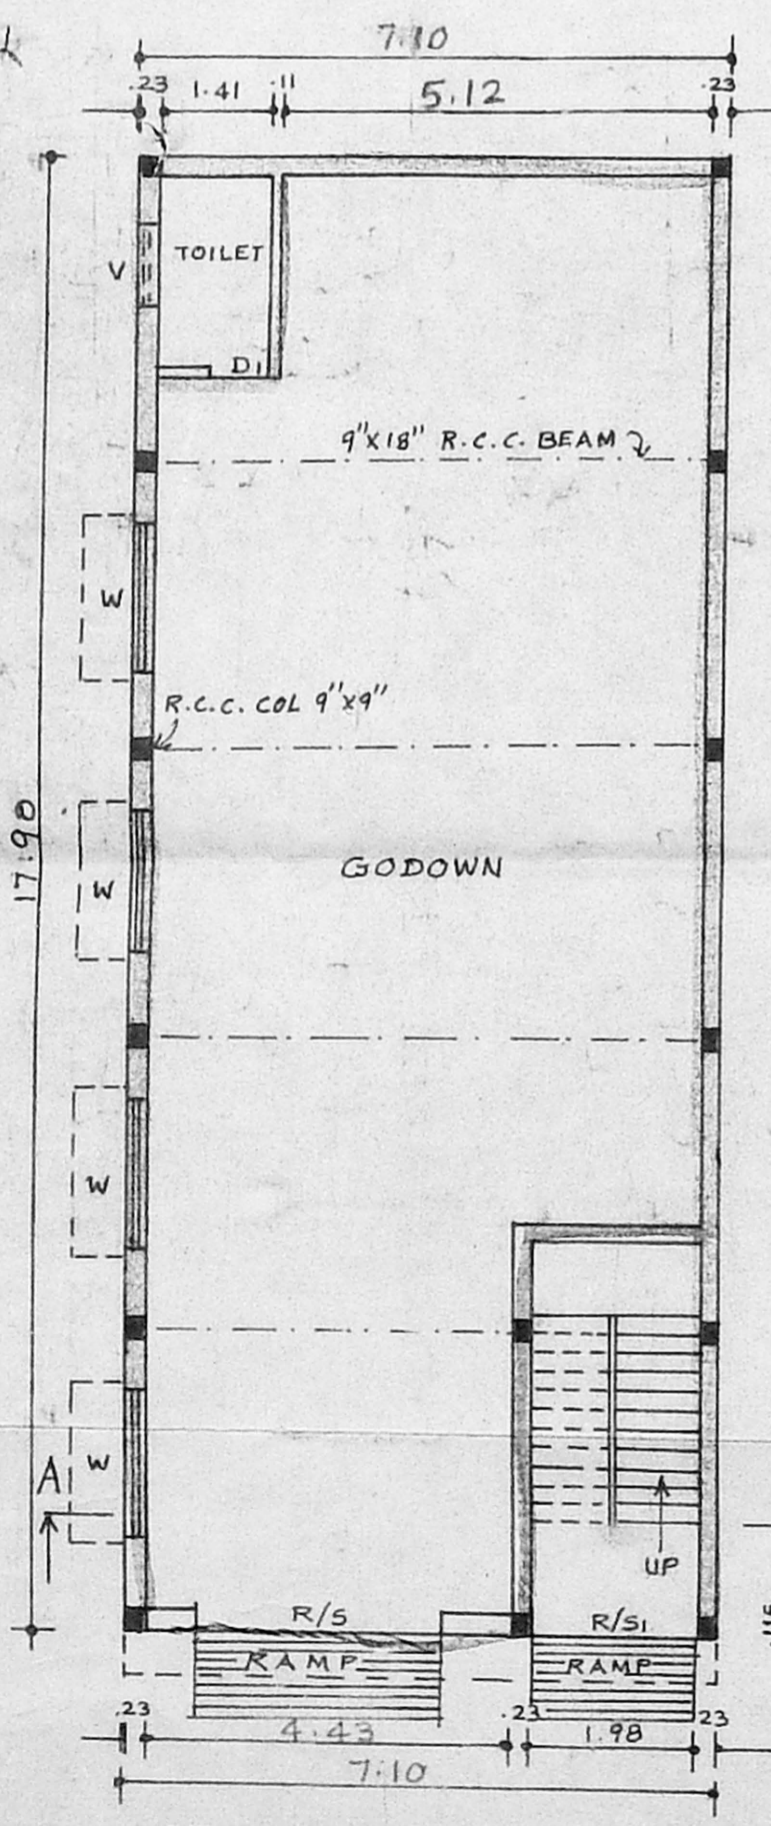 7.10
.23 1.41 .11 5.12 .23
TOILET
V
D1
9"X18" R.C.C. BEAM
W
R.C.C. COL 9"x9"
17.90
GODOWN
W
W
W
A
UP
R/S R/S1
RAMP RAMP
.23 4.43 .23 1.98 23
7.10